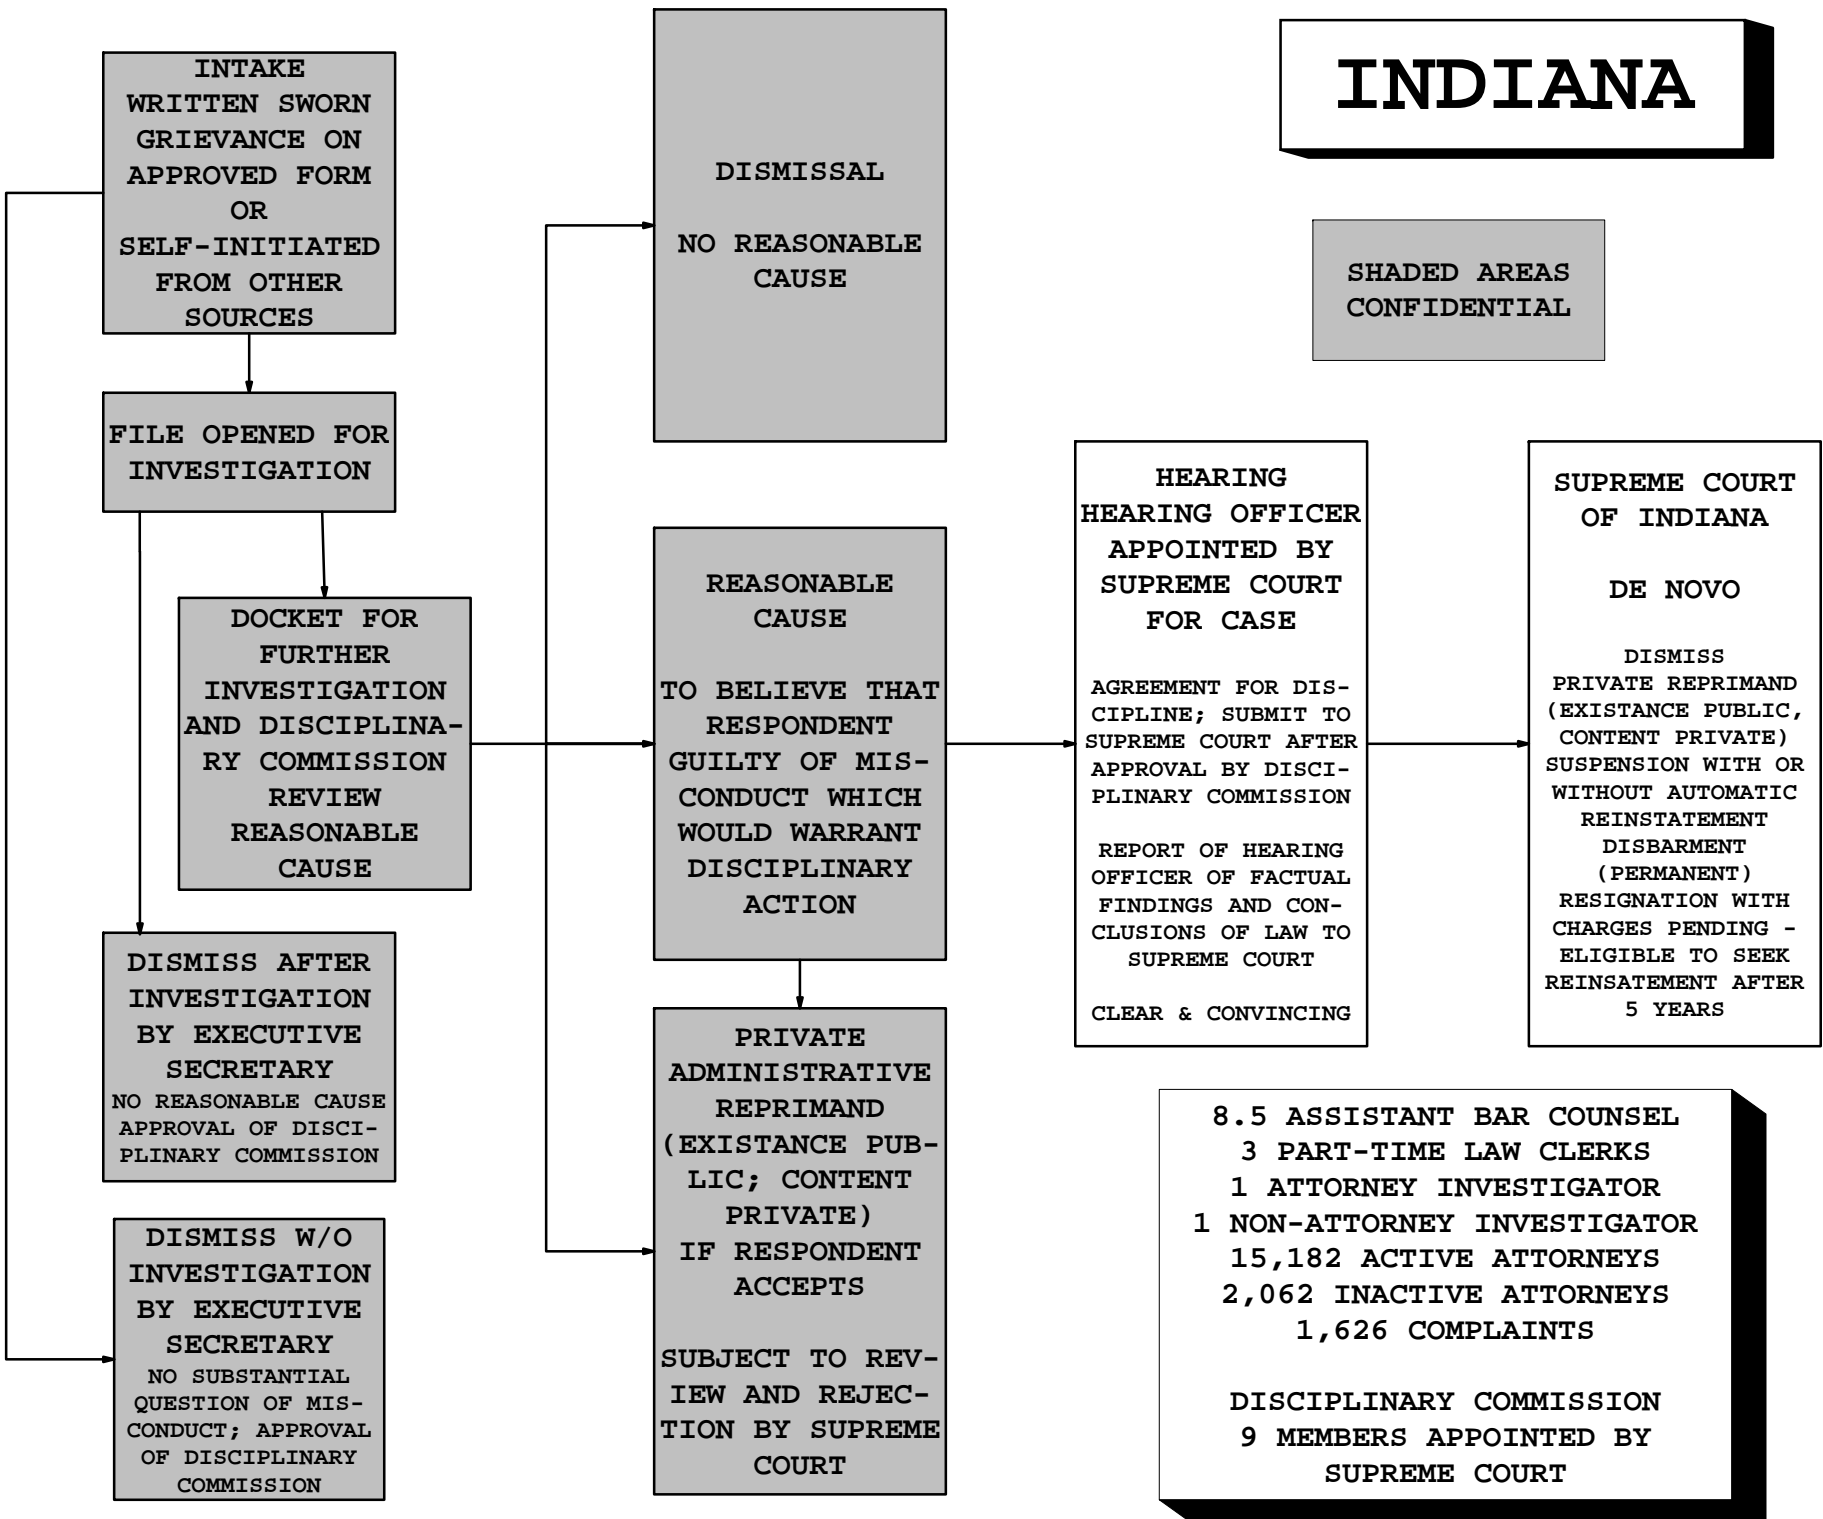 INDIANA
SHADED AREAS
CONFIDENTIAL
INTAKE
WRITTEN SWORN
GRIEVANCE ON
APPROVED FORM
OR
SELF-INITIATED
FROM OTHER
SOURCES
FILE OPENED FOR
INVESTIGATION
DOCKET FOR
FURTHER
INVESTIGATION
AND DISCIPLINA-
RY COMMISSION
REVIEW
REASONABLE
CAUSE
DISMISS AFTER
INVESTIGATION
BY EXECUTIVE
SECRETARY
NO REASONABLE CAUSE
APPROVAL OF DISCI-
PLINARY COMMISSION
DISMISS W/O
INVESTIGATION
BY EXECUTIVE
SECRETARY
NO SUBSTANTIAL
QUESTION OF MIS-
CONDUCT; APPROVAL
OF DISCIPLINARY
COMMISSION
DISMISSAL
NO REASONABLE
CAUSE
REASONABLE
CAUSE
TO BELIEVE THAT
RESPONDENT
GUILTY OF MIS-
CONDUCT WHICH
WOULD WARRANT
DISCIPLINARY
ACTION
PRIVATE
ADMINISTRATIVE
REPRIMAND
(EXISTANCE PUB-
LIC; CONTENT
PRIVATE)
IF RESPONDENT
ACCEPTS
SUBJECT TO REV-
IEW AND REJEC-
TION BY SUPREME
COURT
HEARING
HEARING OFFICER
APPOINTED BY
SUPREME COURT
FOR CASE
AGREEMENT FOR DIS-
CIPLINE; SUBMIT TO
SUPREME COURT AFTER
APPROVAL BY DISCI-
PLINARY COMMISSION
REPORT OF HEARING
OFFICER OF FACTUAL
FINDINGS AND CON-
CLUSIONS OF LAW TO
SUPREME COURT
CLEAR & CONVINCING
SUPREME COURT
OF INDIANA
DE NOVO
DISMISS
PRIVATE REPRIMAND
(EXISTANCE PUBLIC,
CONTENT PRIVATE)
SUSPENSION WITH OR
WITHOUT AUTOMATIC
REINSTATEMENT
DISBARMENT
(PERMANENT)
RESIGNATION WITH
CHARGES PENDING -
ELIGIBLE TO SEEK
REINSATEMENT AFTER
5 YEARS
8.5 ASSISTANT BAR COUNSEL
3 PART-TIME LAW CLERKS
1 ATTORNEY INVESTIGATOR
1 NON-ATTORNEY INVESTIGATOR
15,182 ACTIVE ATTORNEYS
2,062 INACTIVE ATTORNEYS
1,626 COMPLAINTS
DISCIPLINARY COMMISSION
9 MEMBERS APPOINTED BY
SUPREME COURT